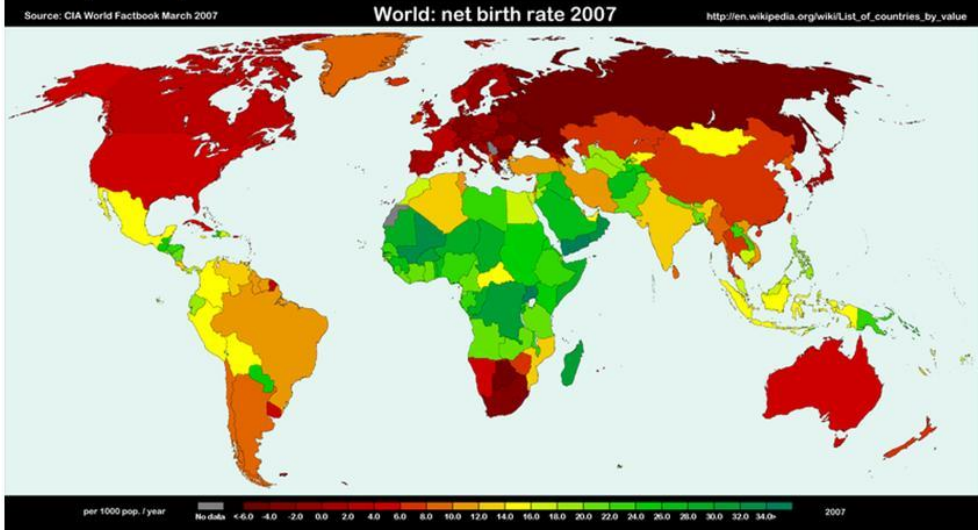 Source: CIA World Factbook March 2007
World: net birth rate 2007
http://en.wikipedia.org/wiki/List_of_countries_by_value
per 1000 pop. / year
No data <-6.0 -4.0 -2.0 0.0 2.0 4.0 6.0 8.0 10.0 12.0 14.0 16.0 18.0 20.0 22.0 24.0 26.0 28.0 30.0 32.0 34.0>
2007